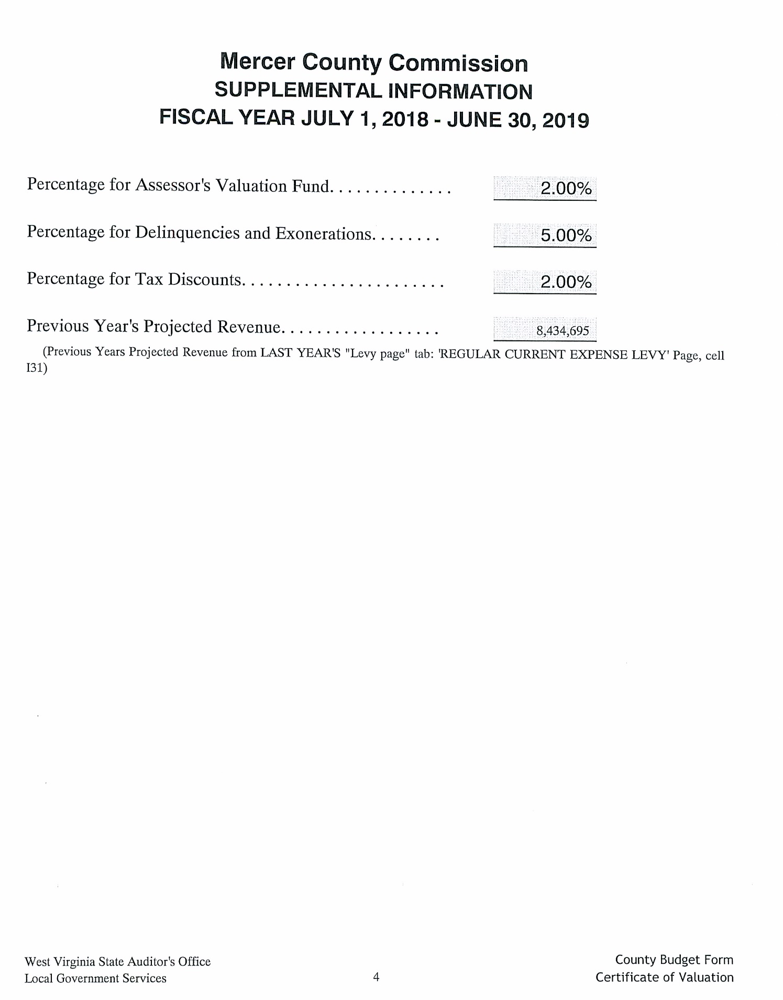 Mercer County Commission
SUPPLEMENTAL INFORMATION
FISCAL YEAR JULY 1, 2018 - JUNE 30, 2019
Percentage for Assessor's Valuation Fund. . . . . . . . . . . . . . 2.00%
Percentage for Delinquencies and Exonerations. . . . . . . . 5.00%
Percentage for Tax Discounts. . . . . . . . . . . . . . . . . . . . . . . 2.00%
Previous Year's Projected Revenue. . . . . . . . . . . . . . . . . . 8,434,695
(Previous Years Projected Revenue from LAST YEAR'S "Levy page" tab: 'REGULAR CURRENT EXPENSE LEVY' Page, cell
I31)
West Virginia State Auditor's Office
Local Government Services
4
County Budget Form
Certificate of Valuation